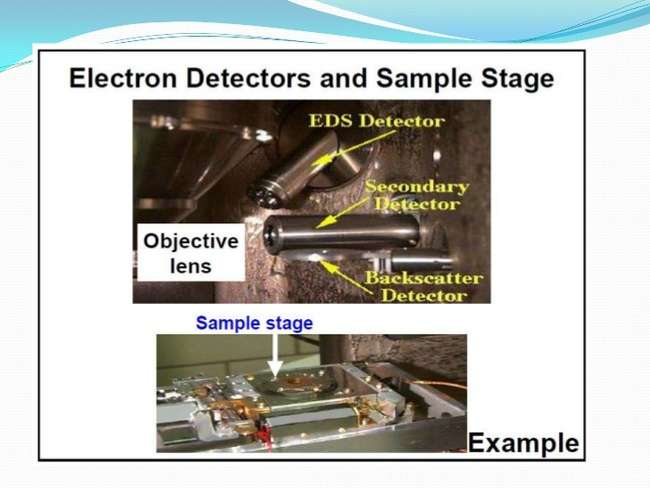 Electron Detectors and Sample Stage
EDS Detector
Secondary
Detector
Objective
lens
Backscatter
Detector
Sample stage
Example